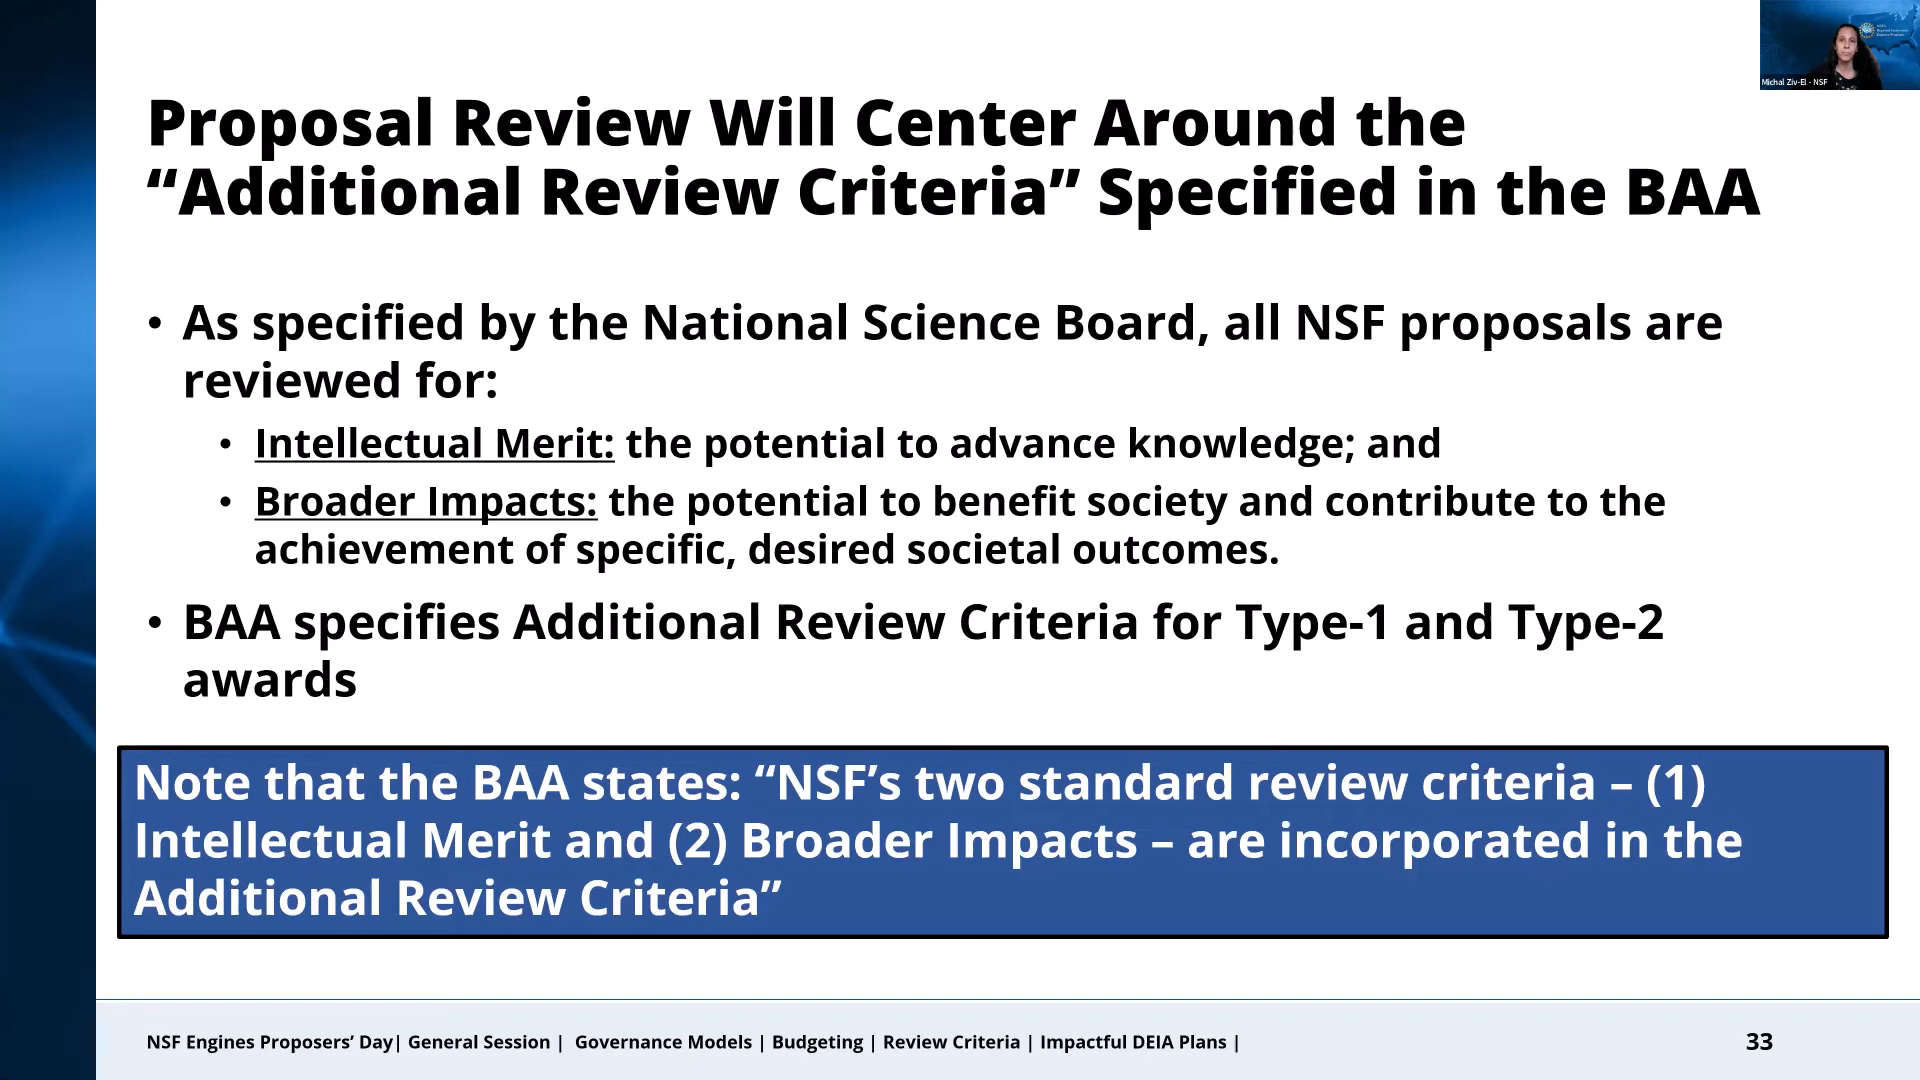 Michal Ziv-El - NSF
Proposal Review Will Center Around the
“Additional Review Criteria” Specified in the BAA
• As specified by the National Science Board, all NSF proposals are
reviewed for:
• Intellectual Merit: the potential to advance knowledge; and
• Broader Impacts: the potential to benefit society and contribute to the
achievement of specific, desired societal outcomes.
• BAA specifies Additional Review Criteria for Type-1 and Type-2
awards
Note that the BAA states: “NSF’s two standard review criteria – (1)
Intellectual Merit and (2) Broader Impacts – are incorporated in the
Additional Review Criteria”
NSF Engines Proposers’ Day| General Session | Governance Models | Budgeting | Review Criteria | Impactful DEIA Plans |
33